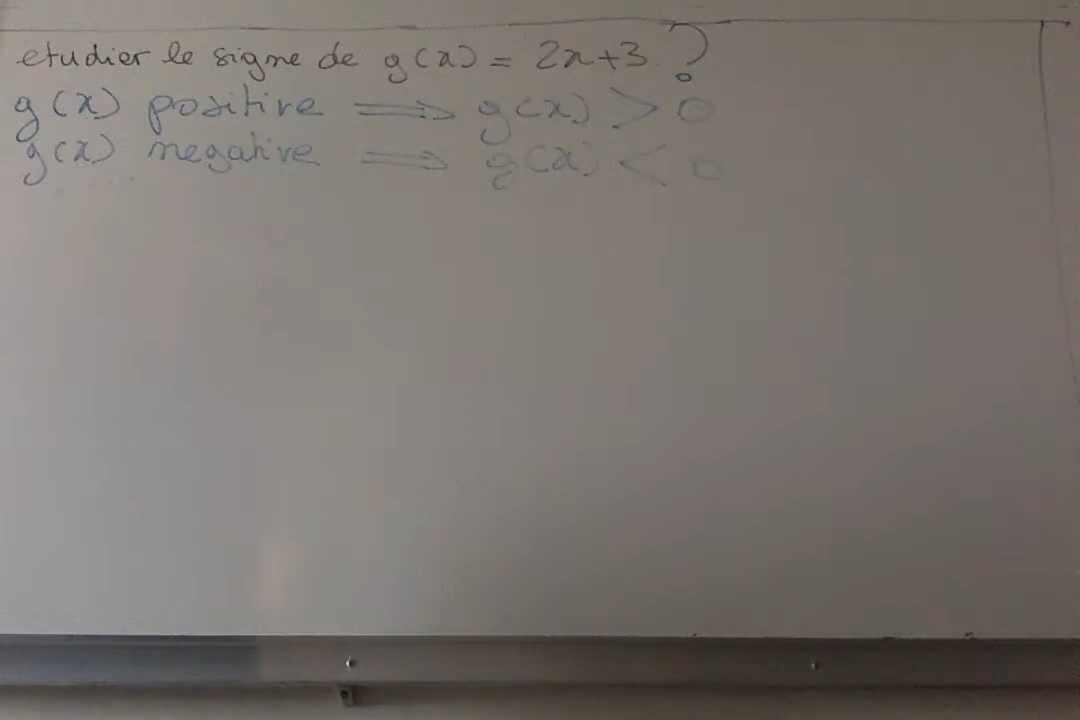 etudier le signe de g(x) = 2x+3. ?
g(x) positive ⟹ g(x) > 0
g(x) negative ⟹ g(x) < 0